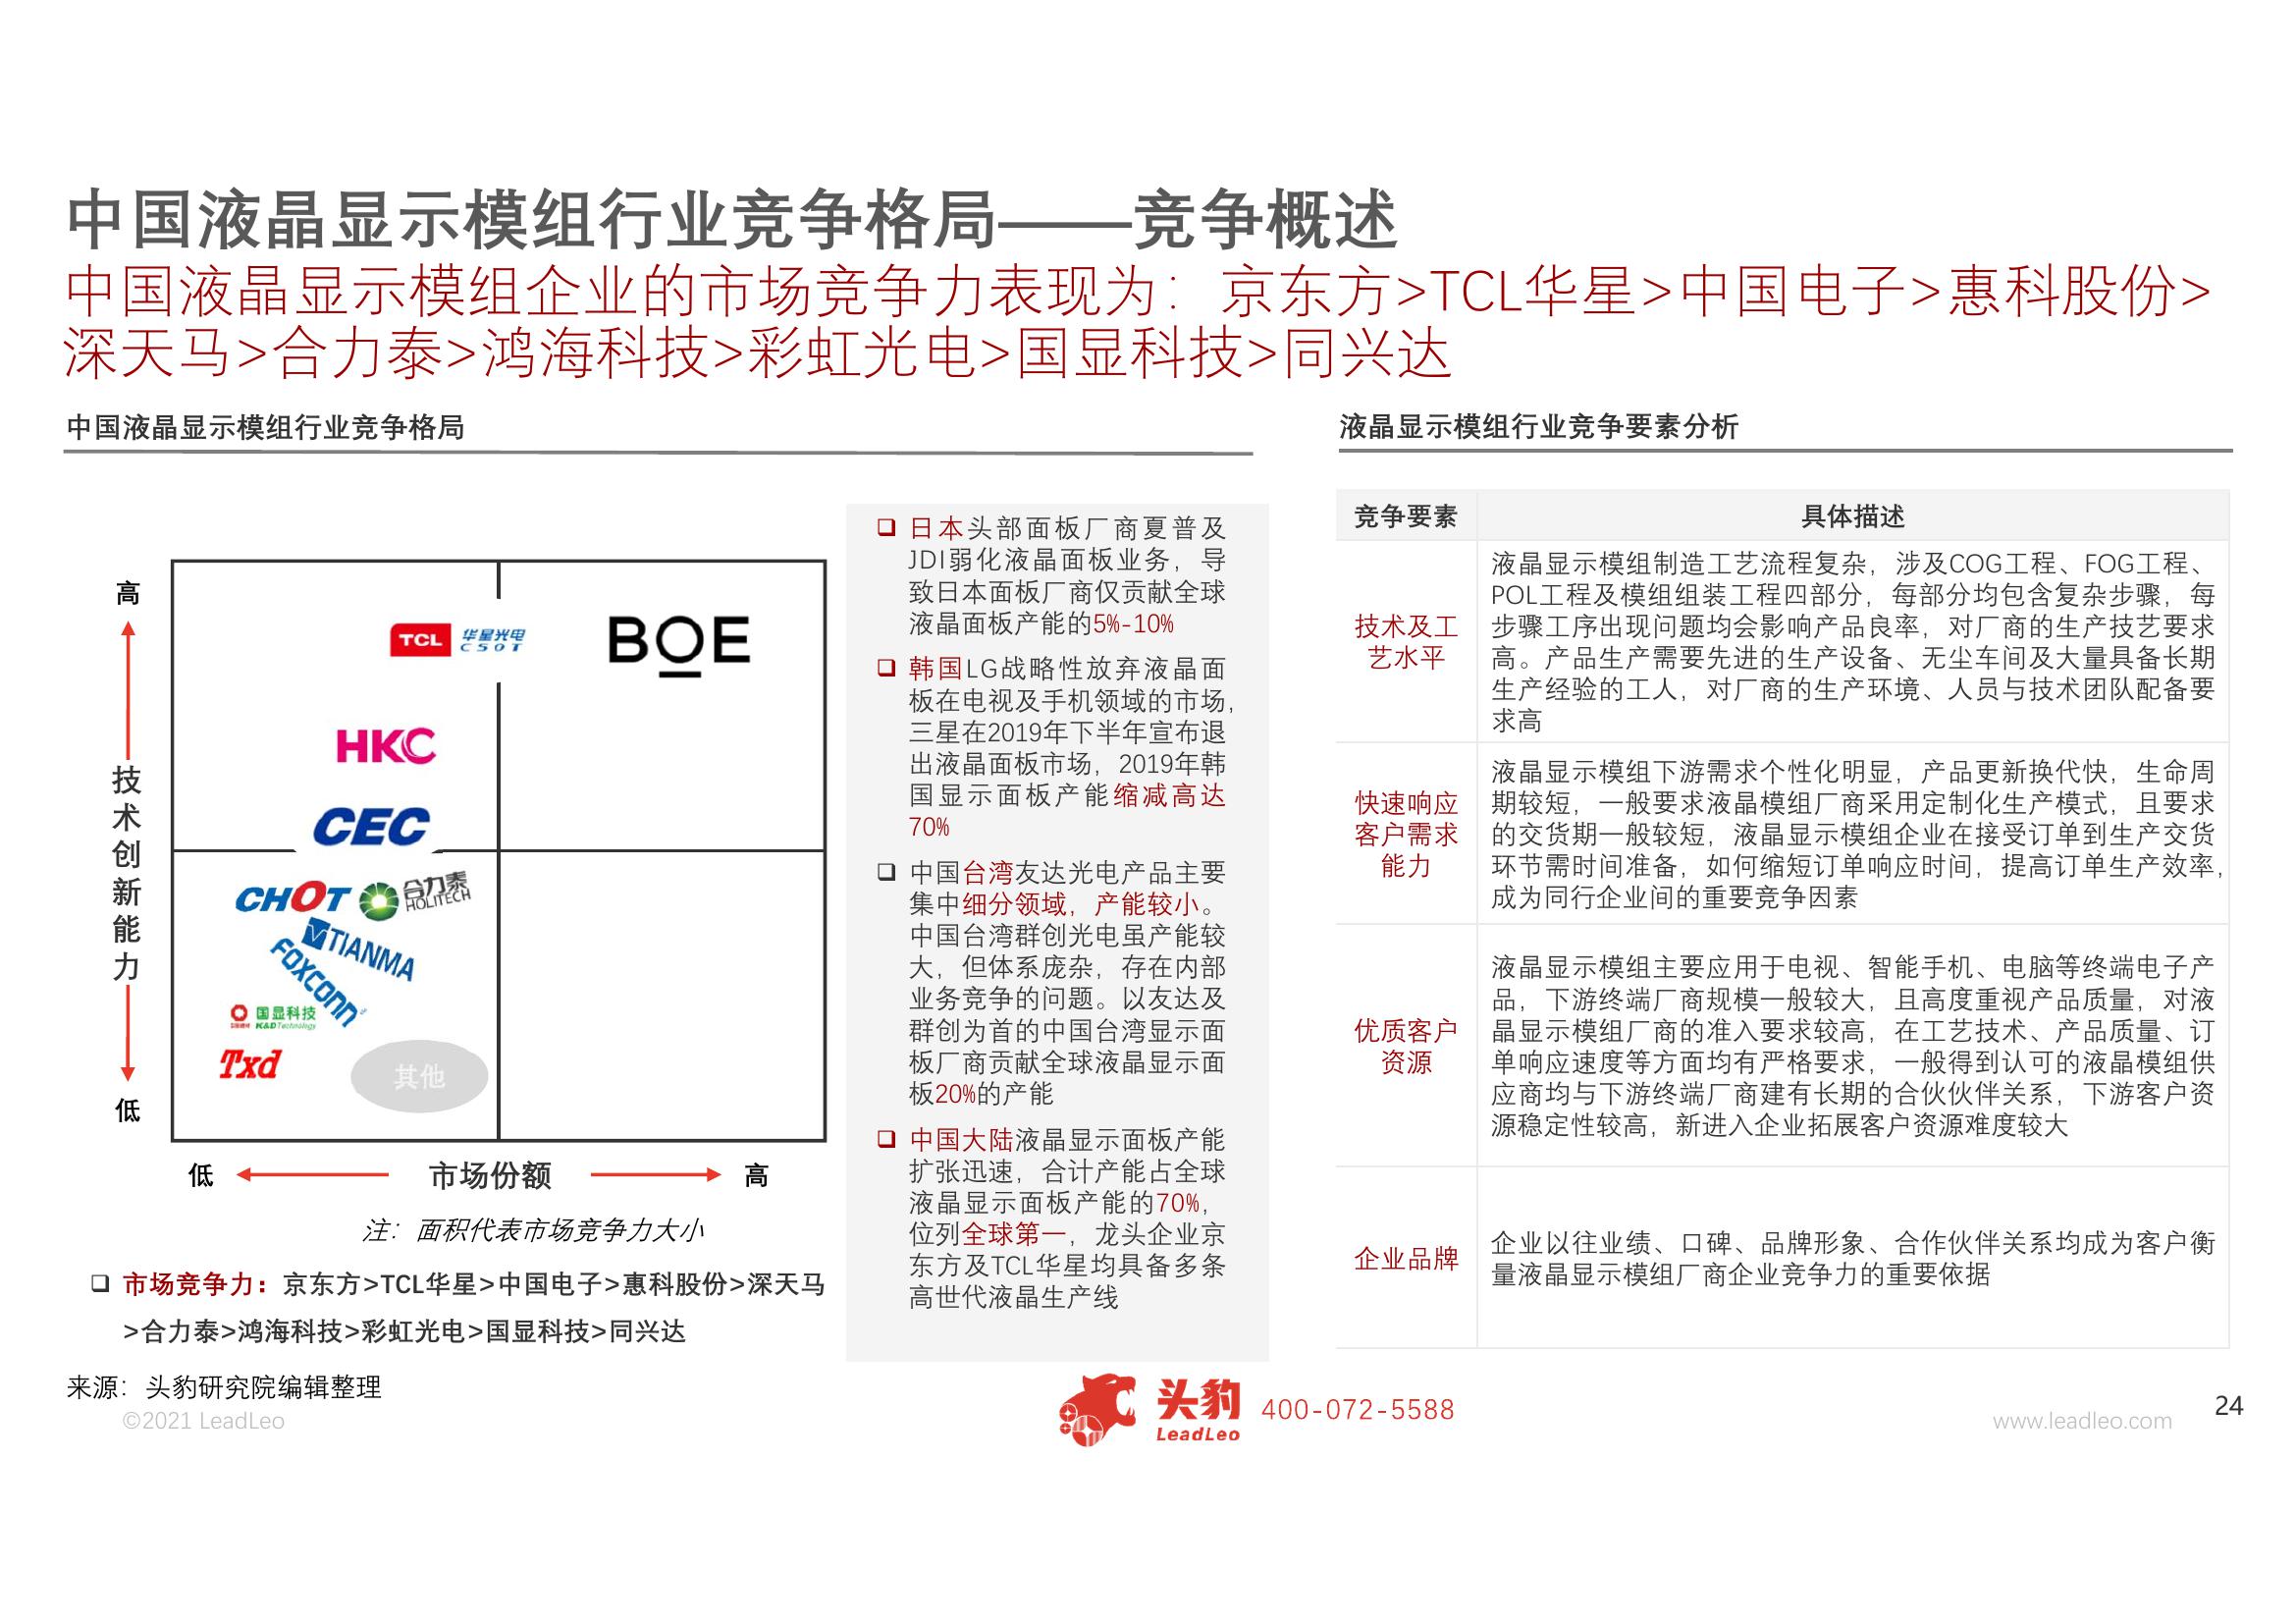 中国液晶显示模组行业竞争格局——竞争概述
中国液晶显示模组企业的市场竞争力表现为：京东方>TCL华星>中国电子>惠科股份>
深天马>合力泰>鸿海科技>彩虹光电>国显科技>同兴达
中国液晶显示模组行业竞争格局
高
技术创新能力
低
TCL 华星光电
CSOT
BOE
HKC
CEC
CHOT
合力泰
HOLITECH
TIANMA
FOXCONN
国显科技
K&D Technology
Txd
其他
低 市场份额 高
注：面积代表市场竞争力大小
❑ 市场竞争力：京东方>TCL华星>中国电子>惠科股份>深天马
>合力泰>鸿海科技>彩虹光电>国显科技>同兴达
❑ 日本头部面板厂商夏普及
JDI弱化液晶面板业务，导
致日本面板厂商仅贡献全球
液晶面板产能的5%-10%
❑ 韩国LG战略性放弃液晶面
板在电视及手机领域的市场，
三星在2019年下半年宣布退
出液晶面板市场，2019年韩
国显示面板产能缩减高达
70%
❑ 中国台湾友达光电产品主要
集中细分领域，产能较小。
中国台湾群创光电虽产能较
大，但体系庞杂，存在内部
业务竞争的问题。以友达及
群创为首的中国台湾显示面
板厂商贡献全球液晶显示面
板20%的产能
❑ 中国大陆液晶显示面板产能
扩张迅速，合计产能占全球
液晶显示面板产能的70%，
位列全球第一，龙头企业京
东方及TCL华星均具备多条
高世代液晶生产线
液晶显示模组行业竞争要素分析
竞争要素 具体描述
技术及工
艺水平
液晶显示模组制造工艺流程复杂，涉及COG工程、FOG工程、
POL工程及模组组装工程四部分，每部分均包含复杂步骤，每
步骤工序出现问题均会影响产品良率，对厂商的生产技艺要求
高。产品生产需要先进的生产设备、无尘车间及大量具备长期
生产经验的工人，对厂商的生产环境、人员与技术团队配备要
求高
快速响应
客户需求
能力
液晶显示模组下游需求个性化明显，产品更新换代快，生命周
期较短，一般要求液晶模组厂商采用定制化生产模式，且要求
的交货期一般较短，液晶显示模组企业在接受订单到生产交货
环节需时间准备，如何缩短订单响应时间，提高订单生产效率，
成为同行企业间的重要竞争因素
优质客户
资源
液晶显示模组主要应用于电视、智能手机、电脑等终端电子产
品，下游终端厂商规模一般较大，且高度重视产品质量，对液
晶显示模组厂商的准入要求较高，在工艺技术、产品质量、订
单响应速度等方面均有严格要求，一般得到认可的液晶模组供
应商均与下游终端厂商建有长期的合伙伙伴关系，下游客户资
源稳定性较高，新进入企业拓展客户资源难度较大
企业品牌
企业以往业绩、口碑、品牌形象、合作伙伴关系均成为客户衡
量液晶显示模组厂商企业竞争力的重要依据
来源：头豹研究院编辑整理
©2021 LeadLeo
头豹
LeadLeo
400-072-5588
www.leadleo.com
24